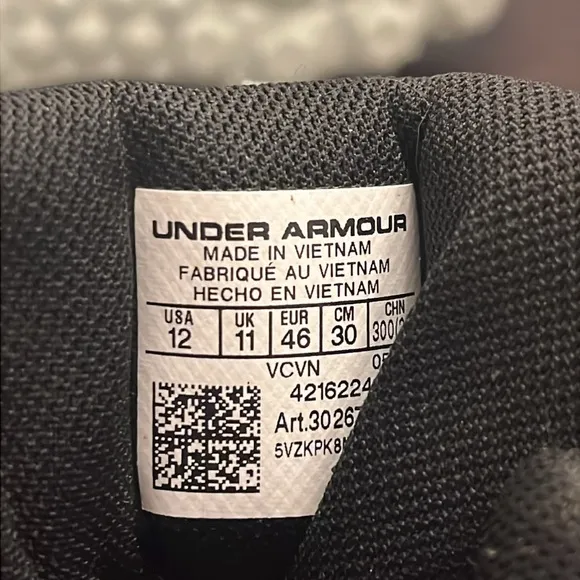 UNDER ARMOUR
MADE IN VIETNAM
FABRIQUÉ AU VIETNAM
HECHO EN VIETNAM
USA UK EUR CM CHN
12 11 46 30
VCVN
4216224